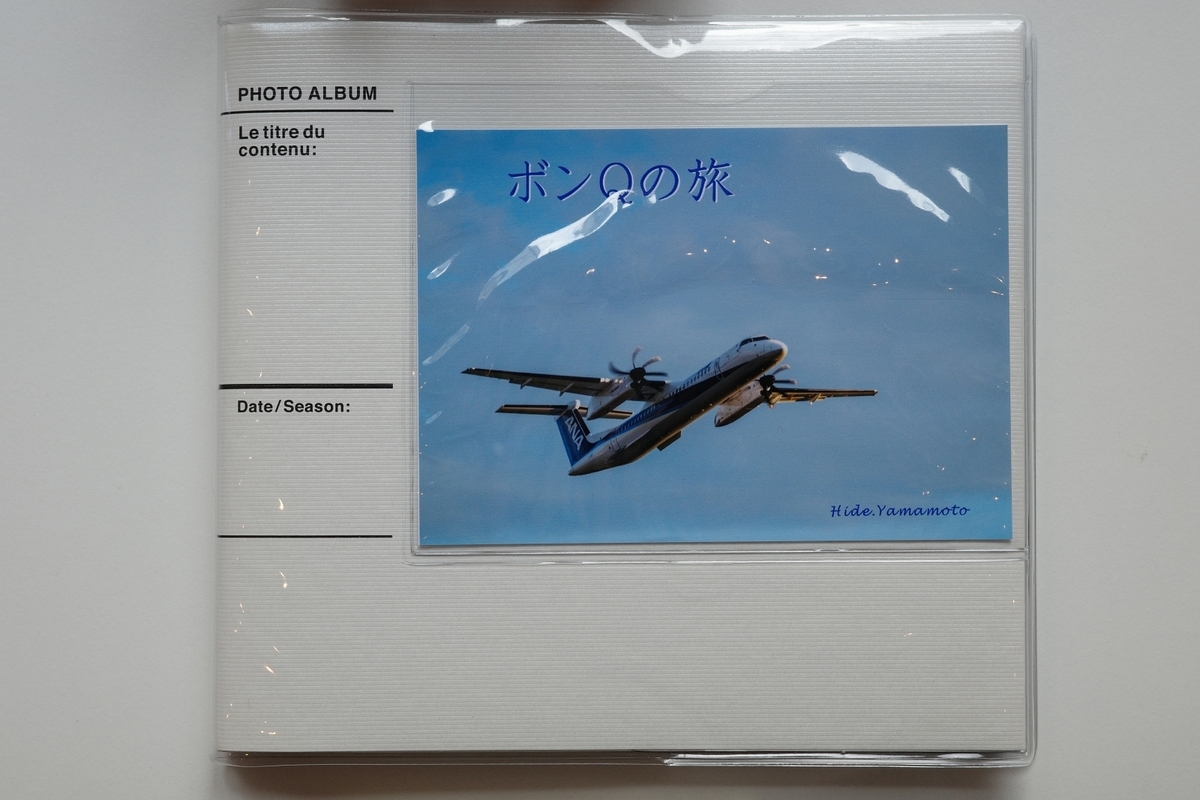 PHOTO ALBUM
Le titre du
contenu:
ボンQの旅
ANA
Date/Season:
Hide.Yamamoto